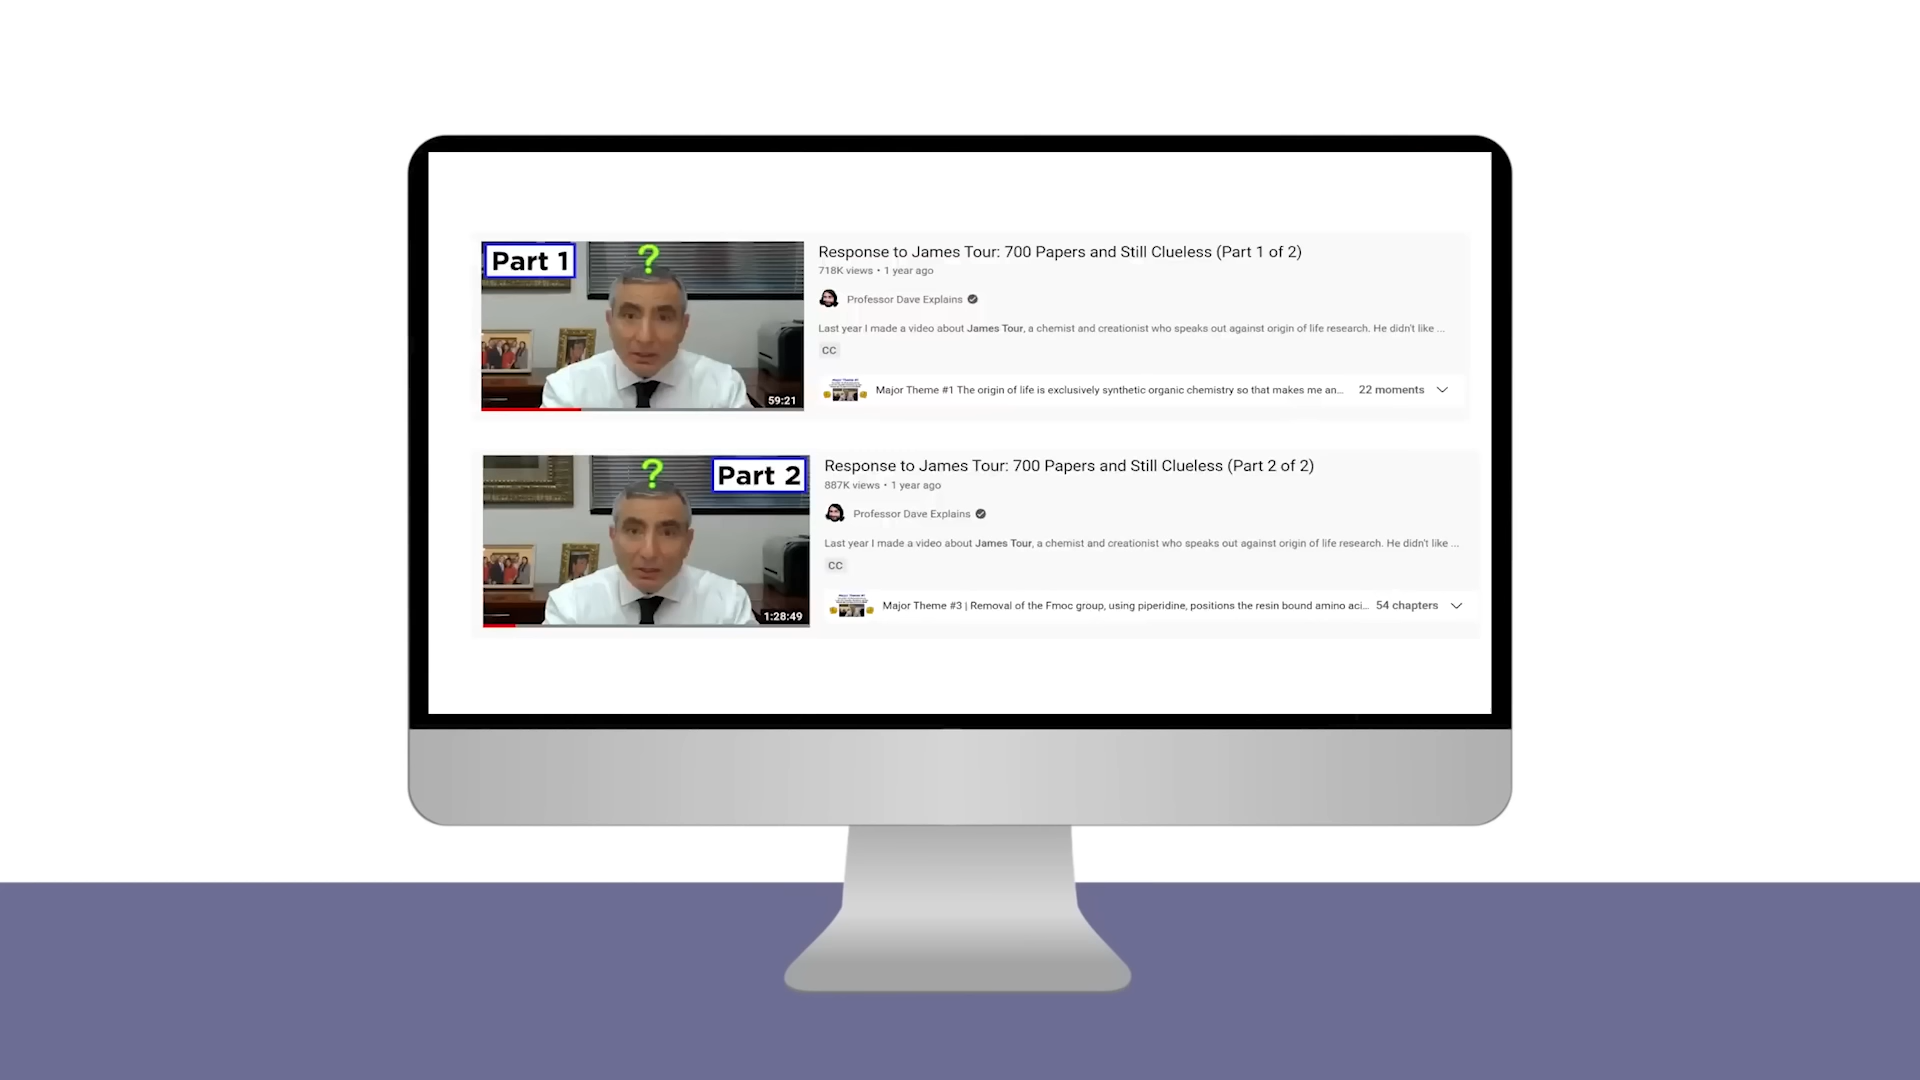 Part 1
?
59:21
Response to James Tour: 700 Papers and Still Clueless (Part 1 of 2)
718K views • 1 year ago
Professor Dave Explains
Last year I made a video about James Tour, a chemist and creationist who speaks out against origin of life research. He didn't like ...
CC
Major Theme #1 The origin of life is exclusively synthetic organic chemistry so that makes me an... 22 moments
?
Part 2
1:28:49
Response to James Tour: 700 Papers and Still Clueless (Part 2 of 2)
887K views • 1 year ago
Professor Dave Explains
Last year I made a video about James Tour, a chemist and creationist who speaks out against origin of life research. He didn't like ...
CC
Major Theme #3 | Removal of the Fmoc group, using piperidine, positions the resin bound amino aci... 54 chapters